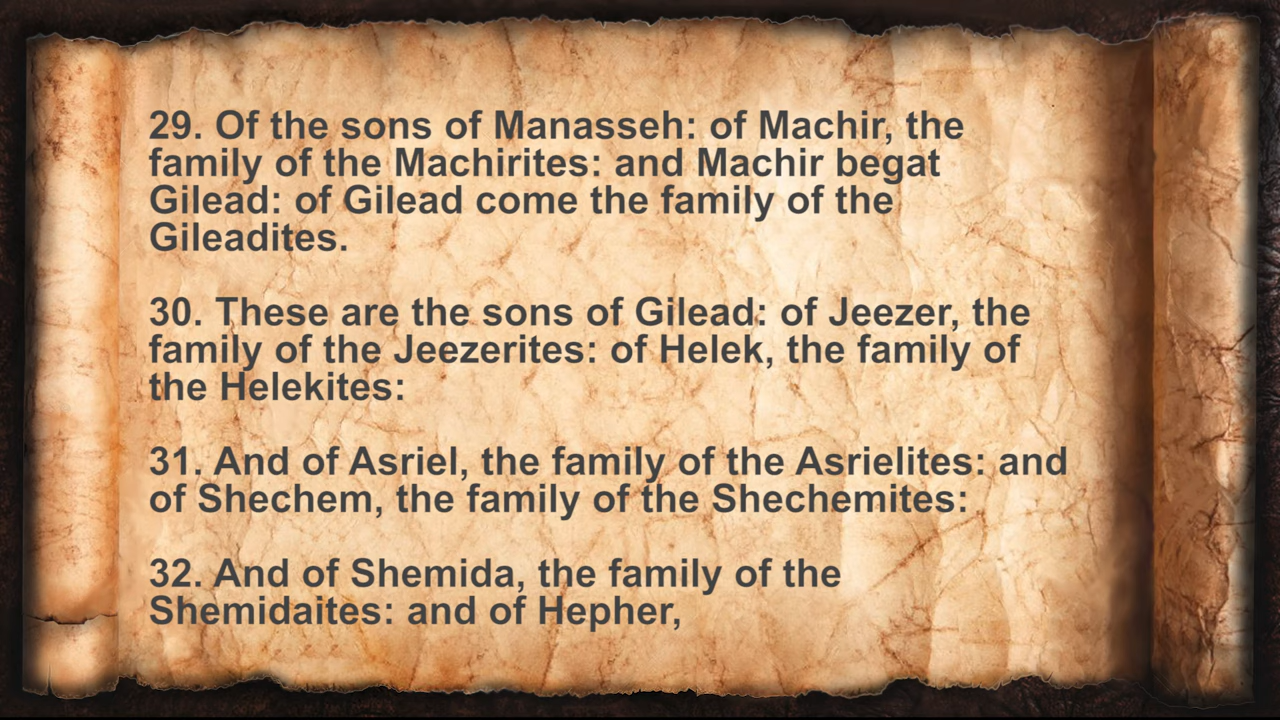 29. Of the sons of Manasseh: of Machir, the
family of the Machirites: and Machir begat
Gilead: of Gilead come the family of the
Gileadites.
30. These are the sons of Gilead: of Jeezer, the
family of the Jeezerites: of Helek, the family of
the Helekites:
31. And of Asriel, the family of the Asrielites: and
of Shechem, the family of the Shechemites:
32. And of Shemida, the family of the
Shemidaites: and of Hepher,